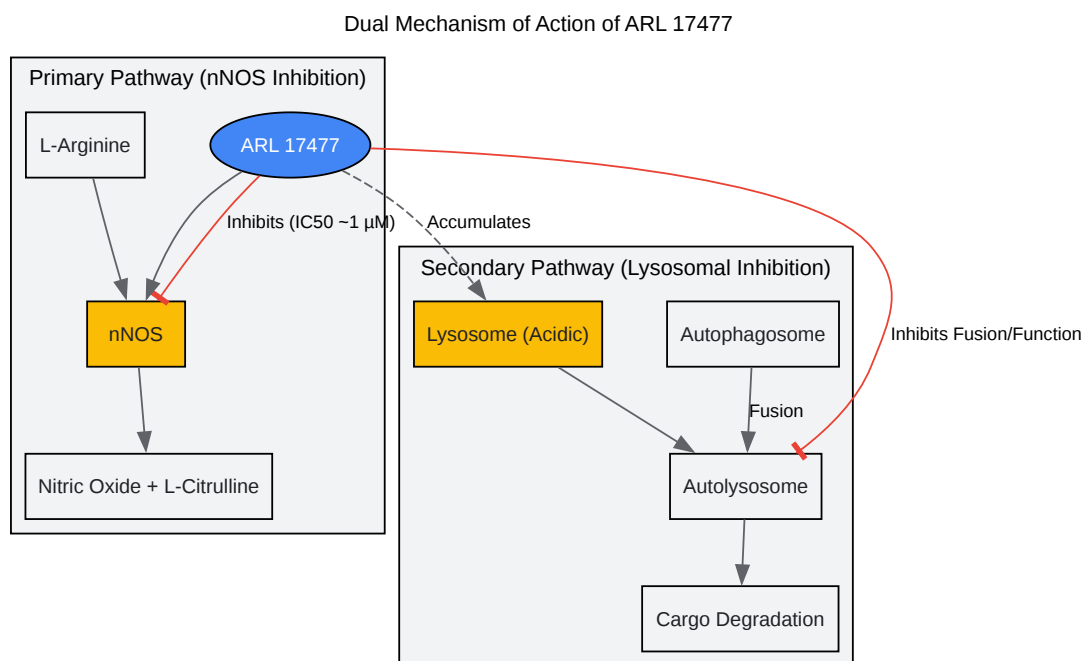 Dual Mechanism of Action of ARL 17477
Primary Pathway (nNOS Inhibition)
L-Arginine
ARL 17477
Inhibits (IC50 ~1 µM)
Accumulates
Secondary Pathway (Lysosomal Inhibition)
nNOS
Lysosome (Acidic)
Autophagosome
Inhibits Fusion/Function
Fusion
Nitric Oxide + L-Citrulline
Autolysosome
Cargo Degradation